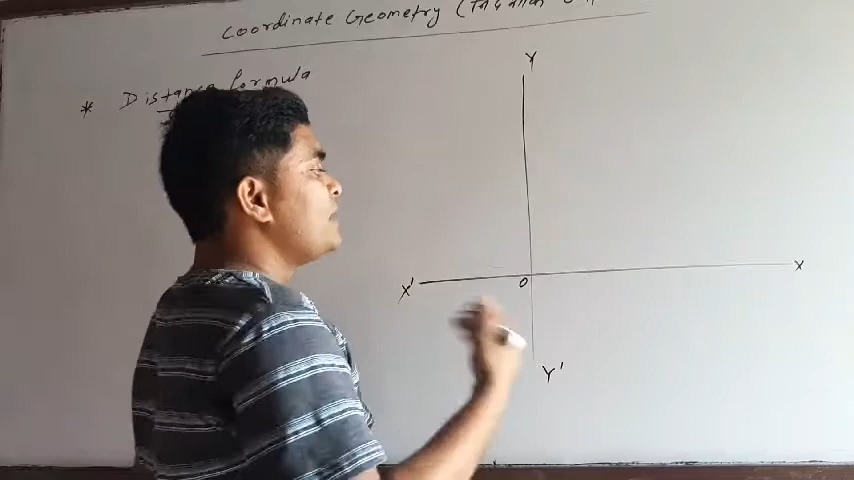 Coordinate Geometry
* Distance formula
Y
X' O X
Y'